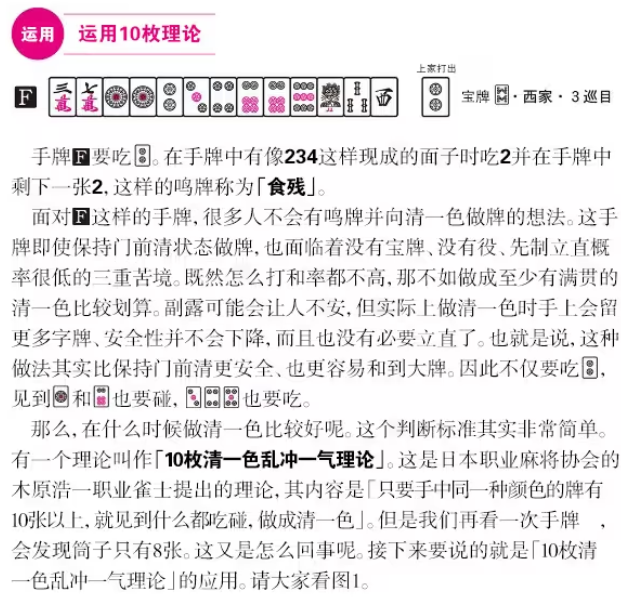 运用 运用10枚理论
上家打出
F 三萬 七萬 西 宝牌 · 西家 · 3巡目
手牌F要吃。在手牌中有像234这样现成的面子时吃2并在手牌中
剩下一张2,这样的鸣牌称为「食残」。
面对F这样的手牌,很多人不会有鸣牌并向清一色做牌的想法。这手
牌即使保持门前清状态做牌,也面临着没有宝牌、没有役、先制立直概
率很低的三重苦境。既然怎么打和率都不高,那不如做成至少有满贯的
清一色比较划算。副露可能会让人不安,但实际上做清一色时手上会留
更多字牌、安全性并不会下降,而且也没有必要立直了。也就是说,这种
做法其实比保持门前清更安全、也更容易和到大牌。因此不仅要吃,
见到和也要碰,也要吃。
那么,在什么时候做清一色比较好呢。这个判断标准其实非常简单。
有一个理论叫作「10枚清一色乱冲一气理论」。这是日本职业麻将协会的
木原浩一职业雀士提出的理论,其内容是「只要手中同一种颜色的牌有
10张以上,就见到什么都吃碰,做成清一色」。但是我们再看一次手牌 ,
会发现筒子只有8张。这又是怎么回事呢。接下来要说的就是「10枚清
一色乱冲一气理论」的应用。请大家看图1。